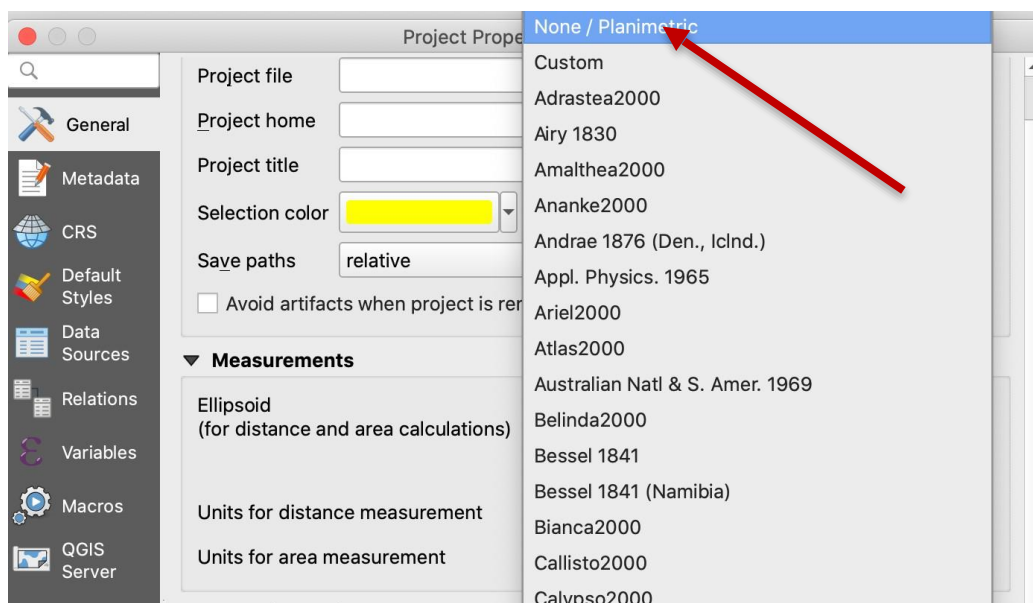 Project Prope
General
Metadata
CRS
Default
Styles
Data
Sources
Relations
Variables
Macros
QGIS
Server
Project file
Project home
Project title
Selection color
Save paths
relative
Avoid artifacts when project is rer
Measurements
Ellipsoid
(for distance and area calculations)
Units for distance measurement
Units for area measurement
None / Planimetric
Custom
Adrastea2000
Airy 1830
Amalthea2000
Ananke2000
Andrae 1876 (Den., Iclnd.)
Appl. Physics. 1965
Ariel2000
Atlas2000
Australian Natl & S. Amer. 1969
Belinda2000
Bessel 1841
Bessel 1841 (Namibia)
Bianca2000
Callisto2000
Calypso2000